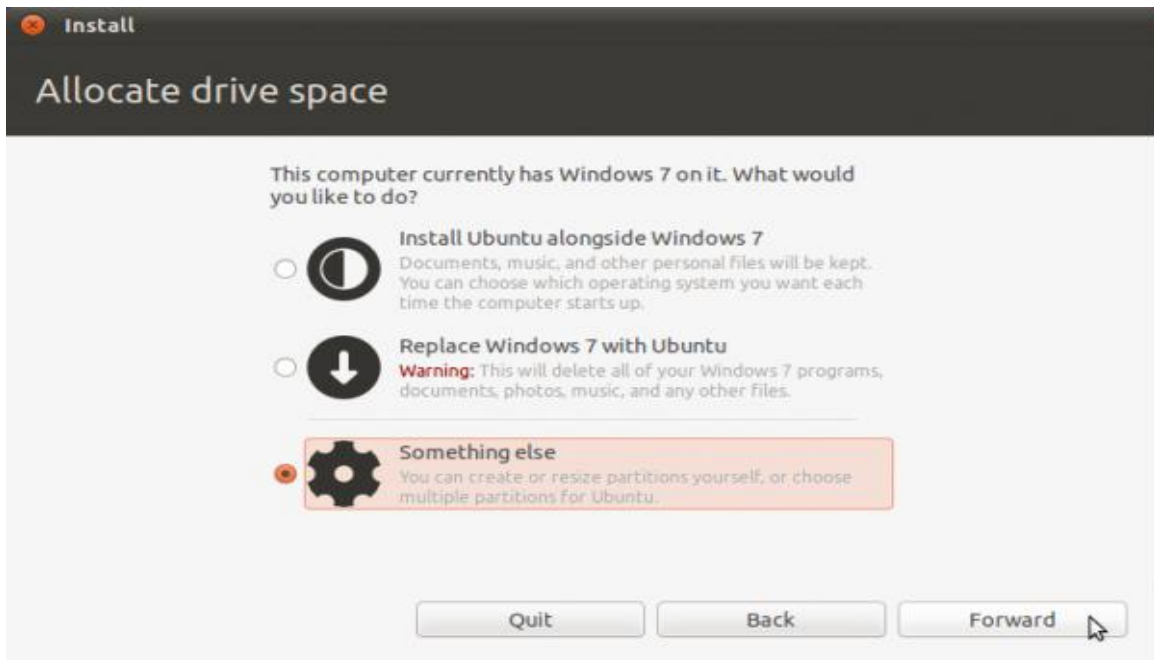 Install
Allocate drive space
This computer currently has Windows 7 on it. What would
you like to do?
Install Ubuntu alongside Windows 7
Documents, music, and other personal files will be kept.
You can choose which operating system you want each
time the computer starts up.
Replace Windows 7 with Ubuntu
Warning: This will delete all of your Windows 7 programs,
documents, photos, music, and any other files.
Something else
You can create or resize partitions yourself, or choose
multiple partitions for Ubuntu.
Quit
Back
Forward